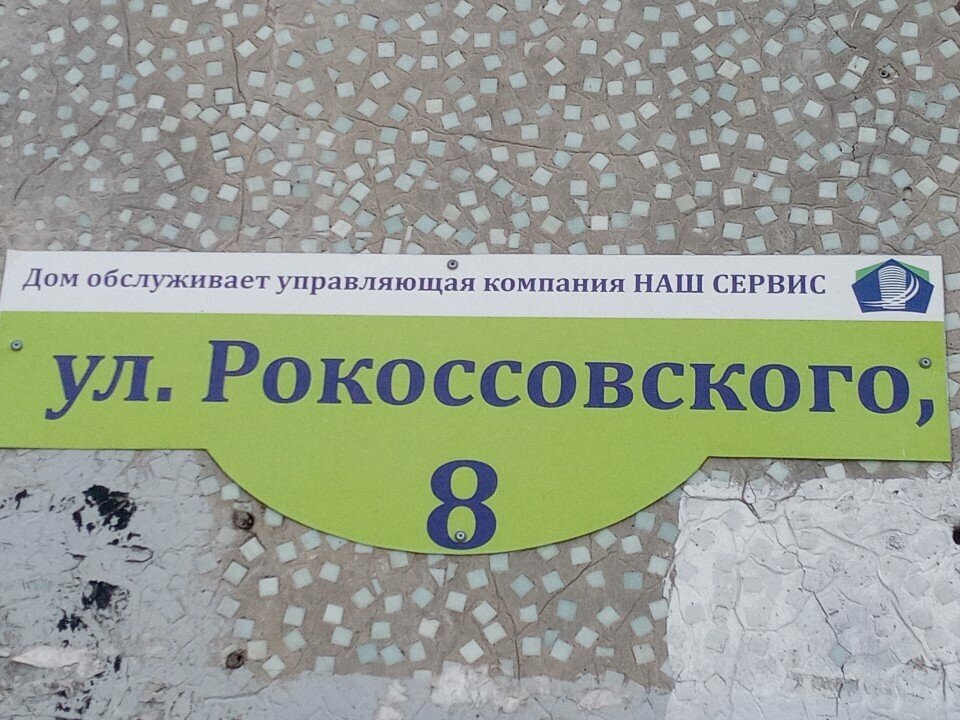 Дом обслуживает управляющая компания НАШ СЕРВИС
ул. Рокоссовского,
8